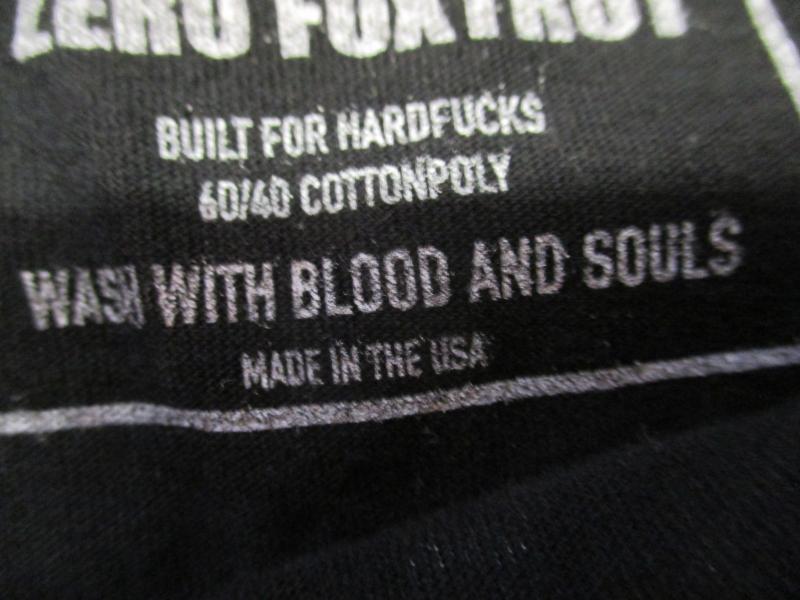 ZERO FOXTROT
BUILT FOR HARDFUCKS
60/40 COTTONPOLY
WASH WITH BLOOD AND SOULS
MADE IN THE USA